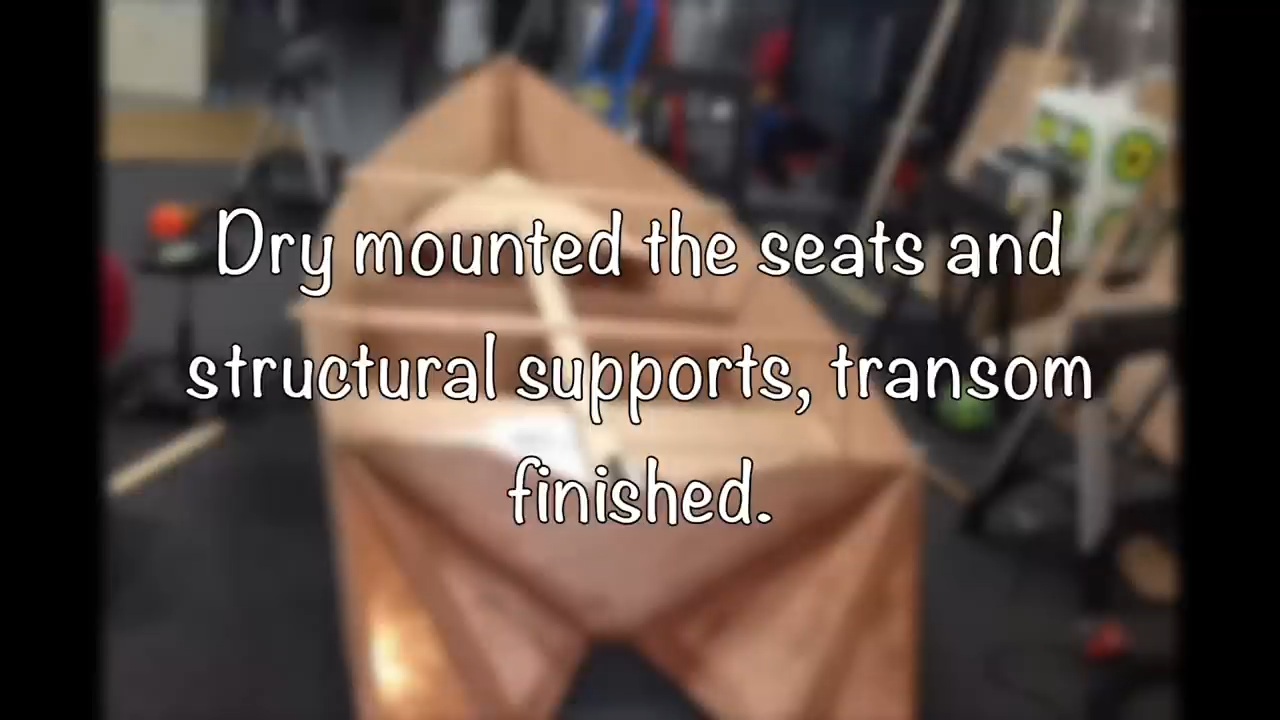 Dry mounted the seats and
structural supports, transom
finished.